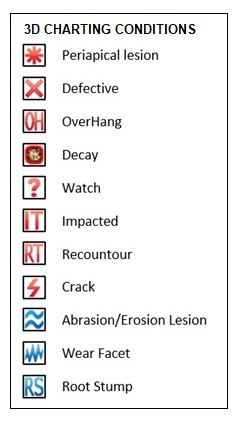 3D CHARTING CONDITIONS
Periapical lesion
Defective
OH OverHang
Decay
? Watch
IT Impacted
RT Recountour
Crack
Abrasion/Erosion Lesion
Wear Facet
RS Root Stump